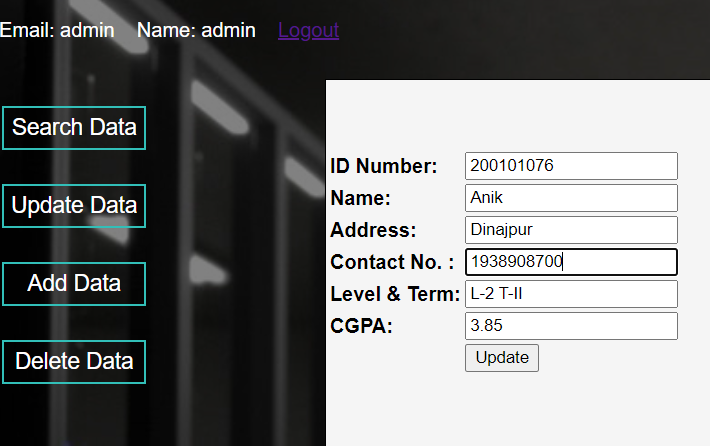 Email: admin Name: admin Logout
Search Data
Update Data
Add Data
Delete Data
ID Number: 200101076
Name: Anik
Address: Dinajpur
Contact No. : 1938908700
Level & Term: L-2 T-II
CGPA: 3.85
Update